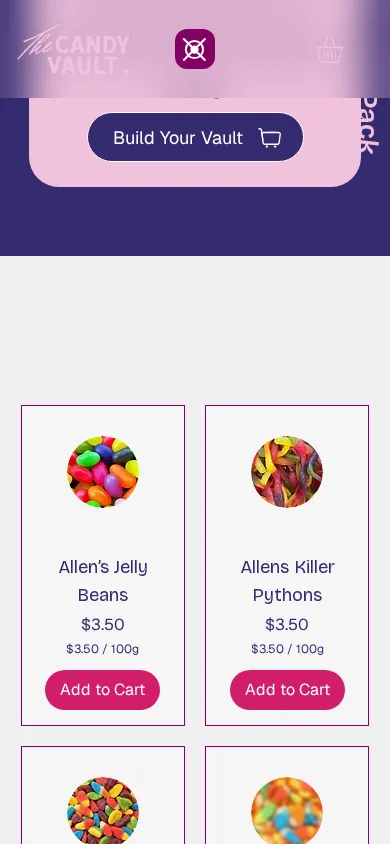 The CANDY
VAULT
Pack
Build Your Vault
Allen's Jelly
Beans
$3.50
$3.50 / 100g
Add to Cart
Allens Killer
Pythons
$3.50
$3.50 / 100g
Add to Cart